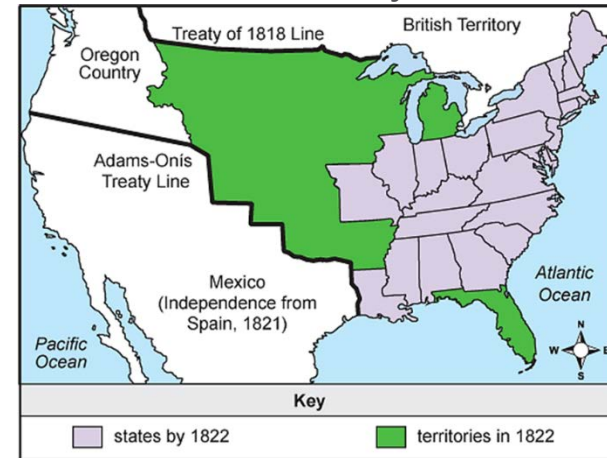 Treaty of 1818 Line
British Territory
Oregon
Country
Adams-Onís
Treaty Line
Mexico
(Independence from
Spain, 1821)
Atlantic
Ocean
Pacific
Ocean
N
W
E
S
Key
states by 1822
territories in 1822